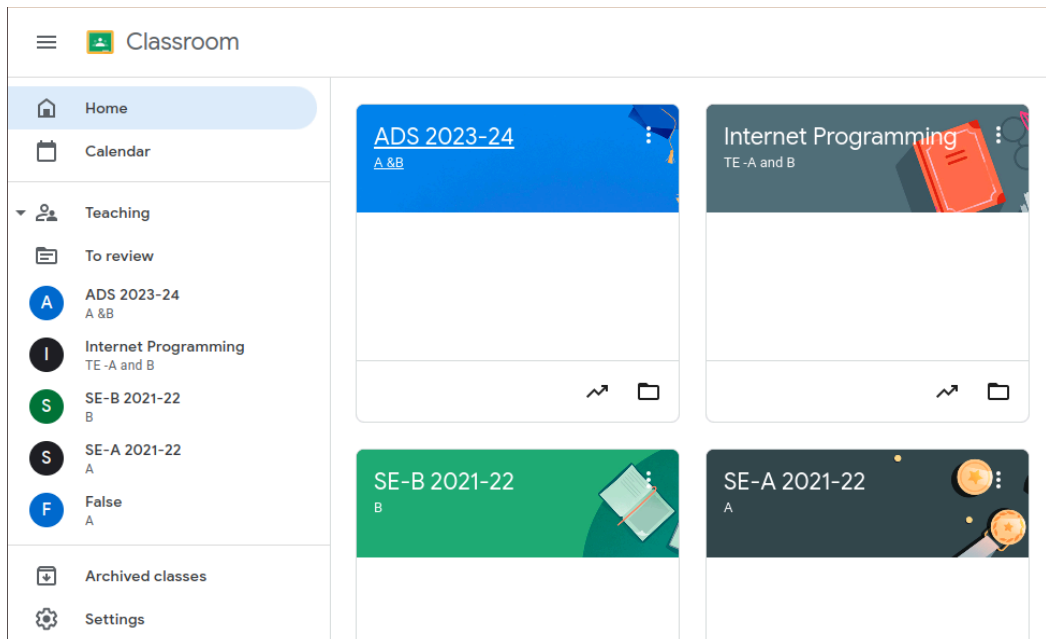 Classroom
Home
Calendar
Teaching
To review
A
ADS 2023-24
A &B
I
Internet Programming
TE -A and B
S
SE-B 2021-22
B
S
SE-A 2021-22
A
F
False
A
Archived classes
Settings
ADS 2023-24
A &B
Internet Programming
TE -A and B
SE-B 2021-22
B
SE-A 2021-22
A